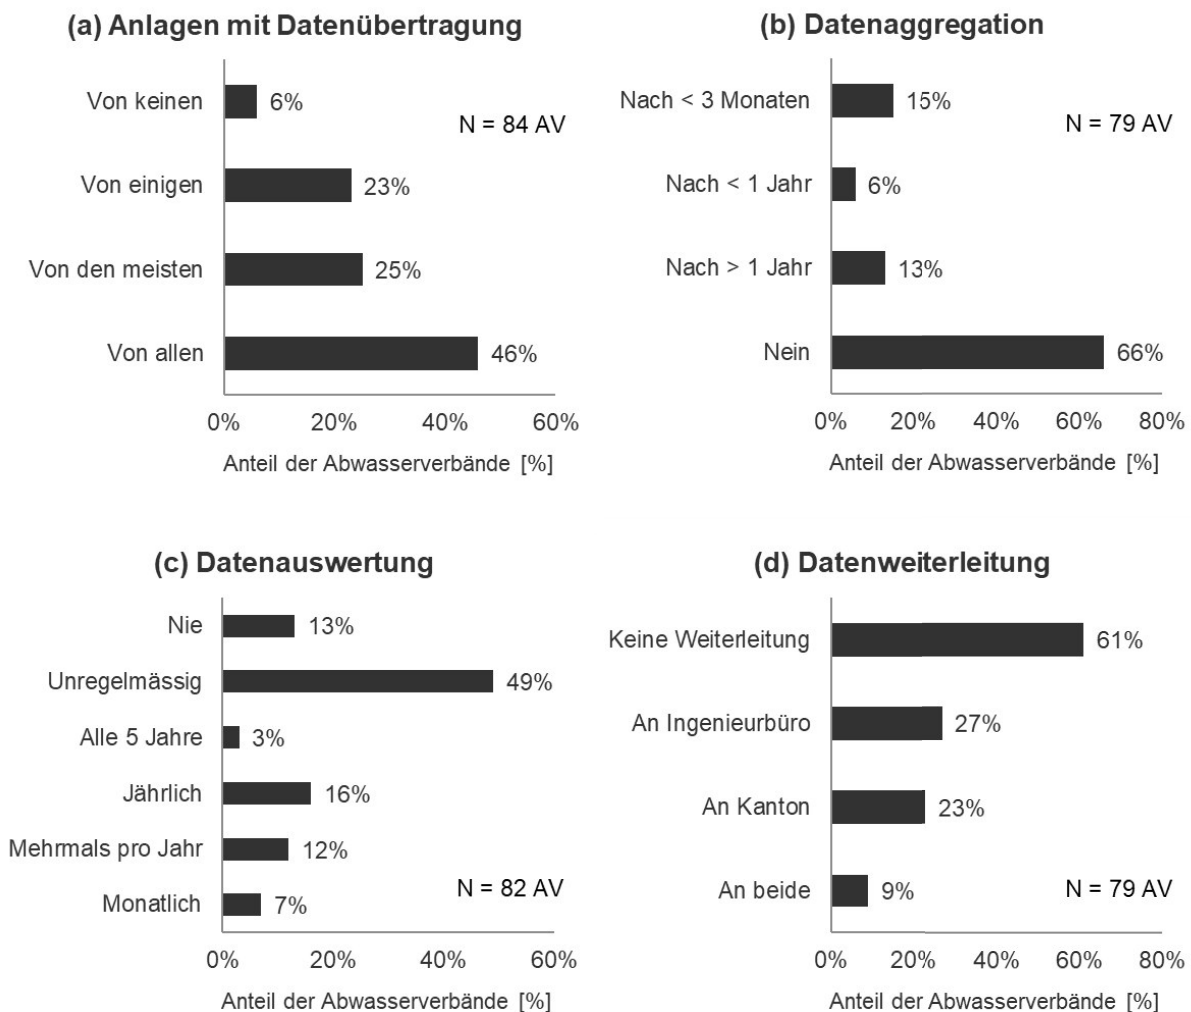 (a) Anlagen mit Datenübertragung
Von keinen 6%
N = 84 AV
Von einigen 23%
Von den meisten 25%
Von allen 46%
0% 20% 40% 60%
Anteil der Abwasserverbände [%]
(b) Datenaggregation
Nach < 3 Monaten 15%
N = 79 AV
Nach < 1 Jahr 6%
Nach > 1 Jahr 13%
Nein 66%
0% 20% 40% 60% 80%
Anteil der Abwasserverbände [%]
(c) Datenauswertung
Nie 13%
Unregelmässig 49%
Alle 5 Jahre 3%
Jährlich 16%
Mehrmals pro Jahr 12%
N = 82 AV
Monatlich 7%
0% 20% 40% 60%
Anteil der Abwasserverbände [%]
(d) Datenweiterleitung
Keine Weiterleitung 61%
An Ingenieurbüro 27%
An Kanton 23%
An beide 9%
N = 79 AV
0% 20% 40% 60% 80%
Anteil der Abwasserverbände [%]